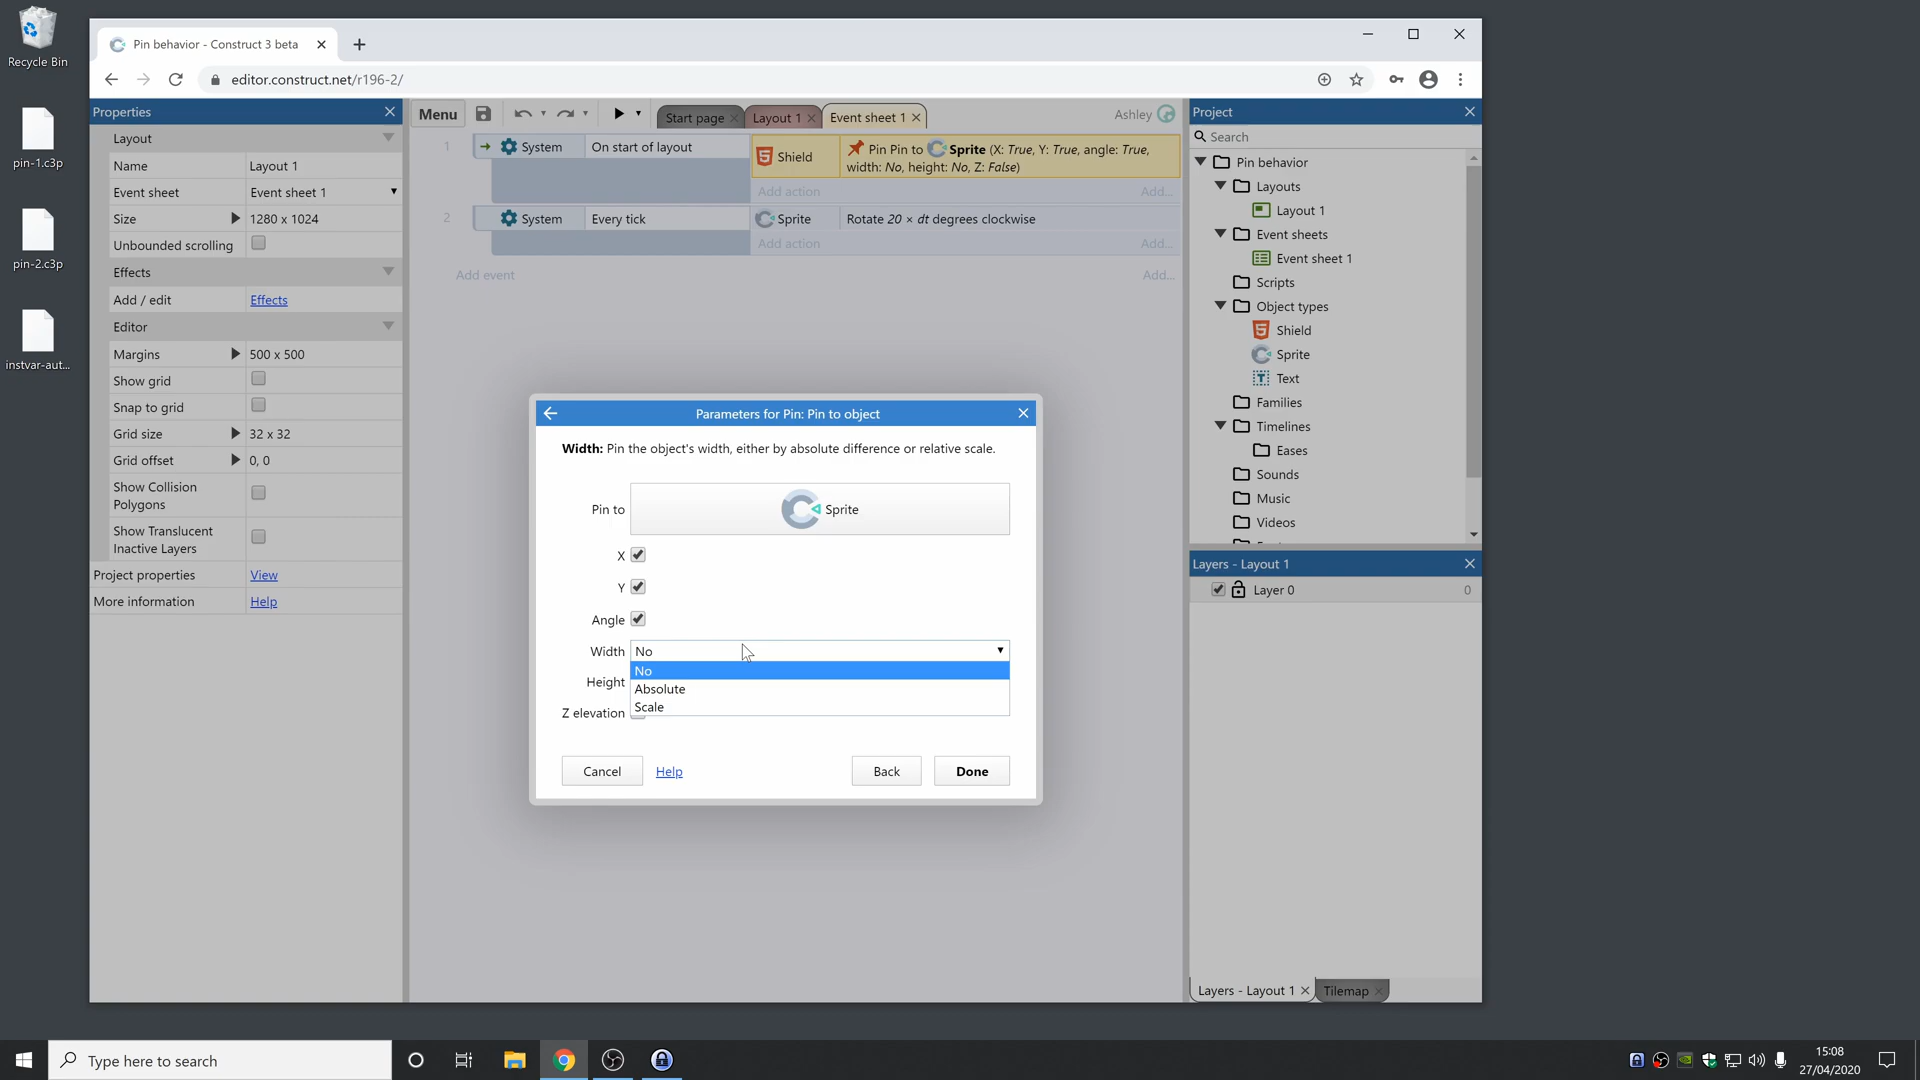 Recycle Bin
pin-1.c3p
pin-2.c3p
instvar-aut...
Pin behavior - Construct 3 beta
editor.construct.net/r196-2/
Properties
Layout
Name Layout 1
Event sheet Event sheet 1
Size 1280 x 1024
Unbounded scrolling
Effects
Add / edit Effects
Editor
Margins 500 x 500
Show grid
Snap to grid
Grid size 32 x 32
Grid offset 0, 0
Show Collision
Polygons
Show Translucent
Inactive Layers
Project properties View
More information Help
Menu
Start page
Layout 1
Event sheet 1
Ashley
1 System On start of layout
Shield
Pin Pin to Sprite (X: True, Y: True, angle: True,
width: No, height: No, Z: False)
Add action Add...
2 System Every tick Sprite Rotate 20 × dt degrees clockwise
Add action Add...
Add event Add...
Parameters for Pin: Pin to object
Width: Pin the object's width, either by absolute difference or relative scale.
Pin to Sprite
X
Y
Angle
Width No
No
Height
Absolute
Scale
Z elevation
Cancel Help Back Done
Project
Search
Pin behavior
Layouts
Layout 1
Event sheets
Event sheet 1
Scripts
Object types
Shield
Sprite
Text
Families
Timelines
Eases
Sounds
Music
Videos
Layers - Layout 1
Layer 0 0
Layers - Layout 1 Tilemap
Type here to search
15:08
27/04/2020